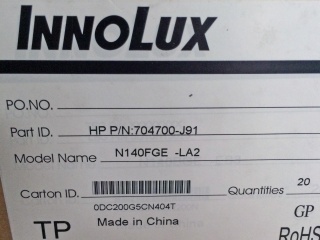 INNOLUX
PO.NO.
Part ID. HP P/N:704700-J91
Model Name N140FGE -LA2
Carton ID. Quantities 20
0DC200G5CN404T
TP Made in China GP
RoHS